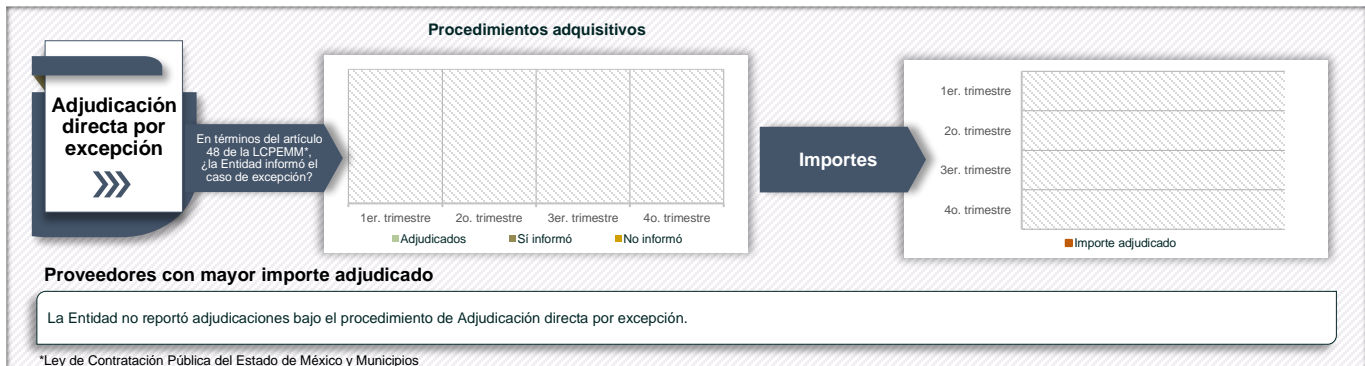 Procedimientos adquisitivos
Adjudicación
directa por
excepción
En términos del artículo
48 de la LCPEMM*,
¿la Entidad informó el
caso de excepción?
1er. trimestre
2o. trimestre
3er. trimestre
4o. trimestre
Adjudicados
Sí informó
No informó
Importes
1er. trimestre
2o. trimestre
3er. trimestre
4o. trimestre
Importe adjudicado
Proveedores con mayor importe adjudicado
La Entidad no reportó adjudicaciones bajo el procedimiento de Adjudicación directa por excepción.
*Ley de Contratación Pública del Estado de México y Municipios